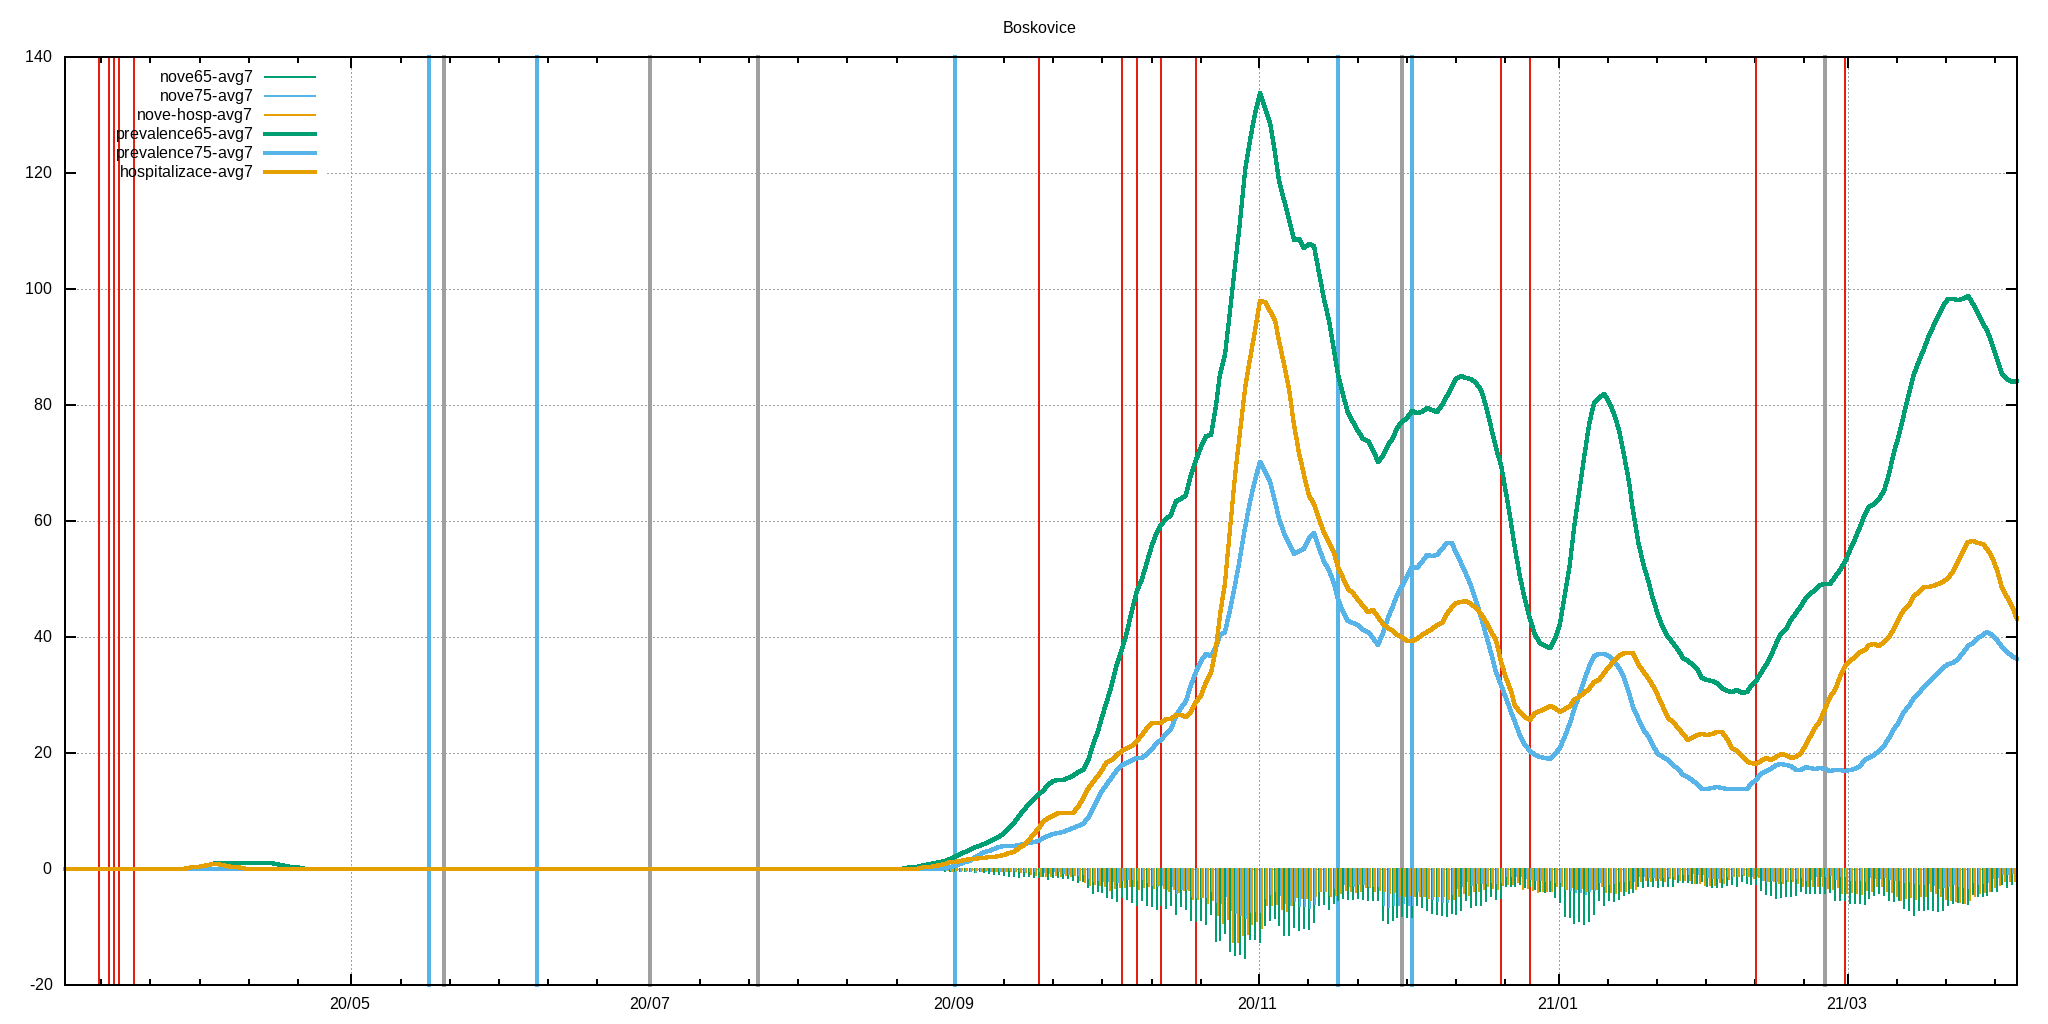 Boskovice
140
120
100
80
60
40
20
0
-20
nove65-avg7
nove75-avg7
nove-hosp-avg7
prevalence65-avg7
prevalence75-avg7
hospitalizace-avg7
20/05 20/07 20/09 20/11 21/01 21/03